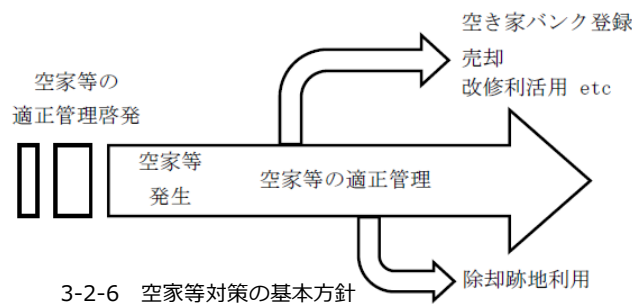 空き家バンク登録
売却
改修利活用 etc
空家等の
適正管理啓発
空家等
発生
空家等の適正管理
除却跡地利用
3-2-6 空家等対策の基本方針